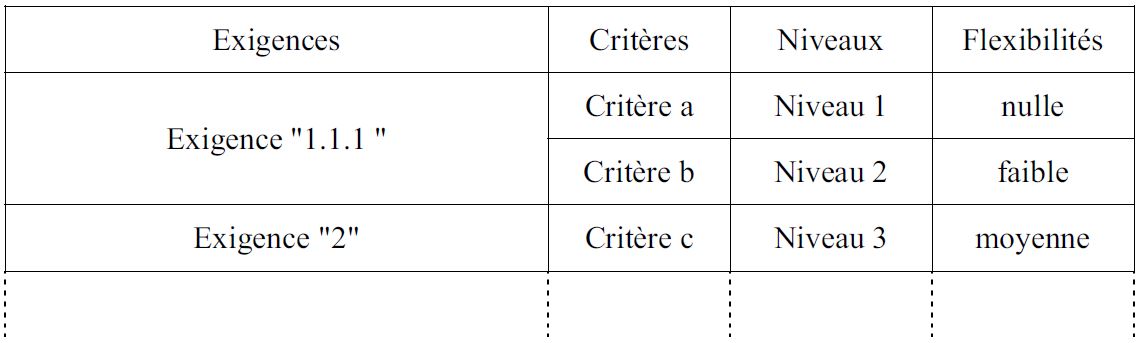 Exigences Critères Niveaux Flexibilités
Critère a Niveau 1 nulle
Exigence "1.1.1 "
Critère b Niveau 2 faible
Exigence "2" Critère c Niveau 3 moyenne